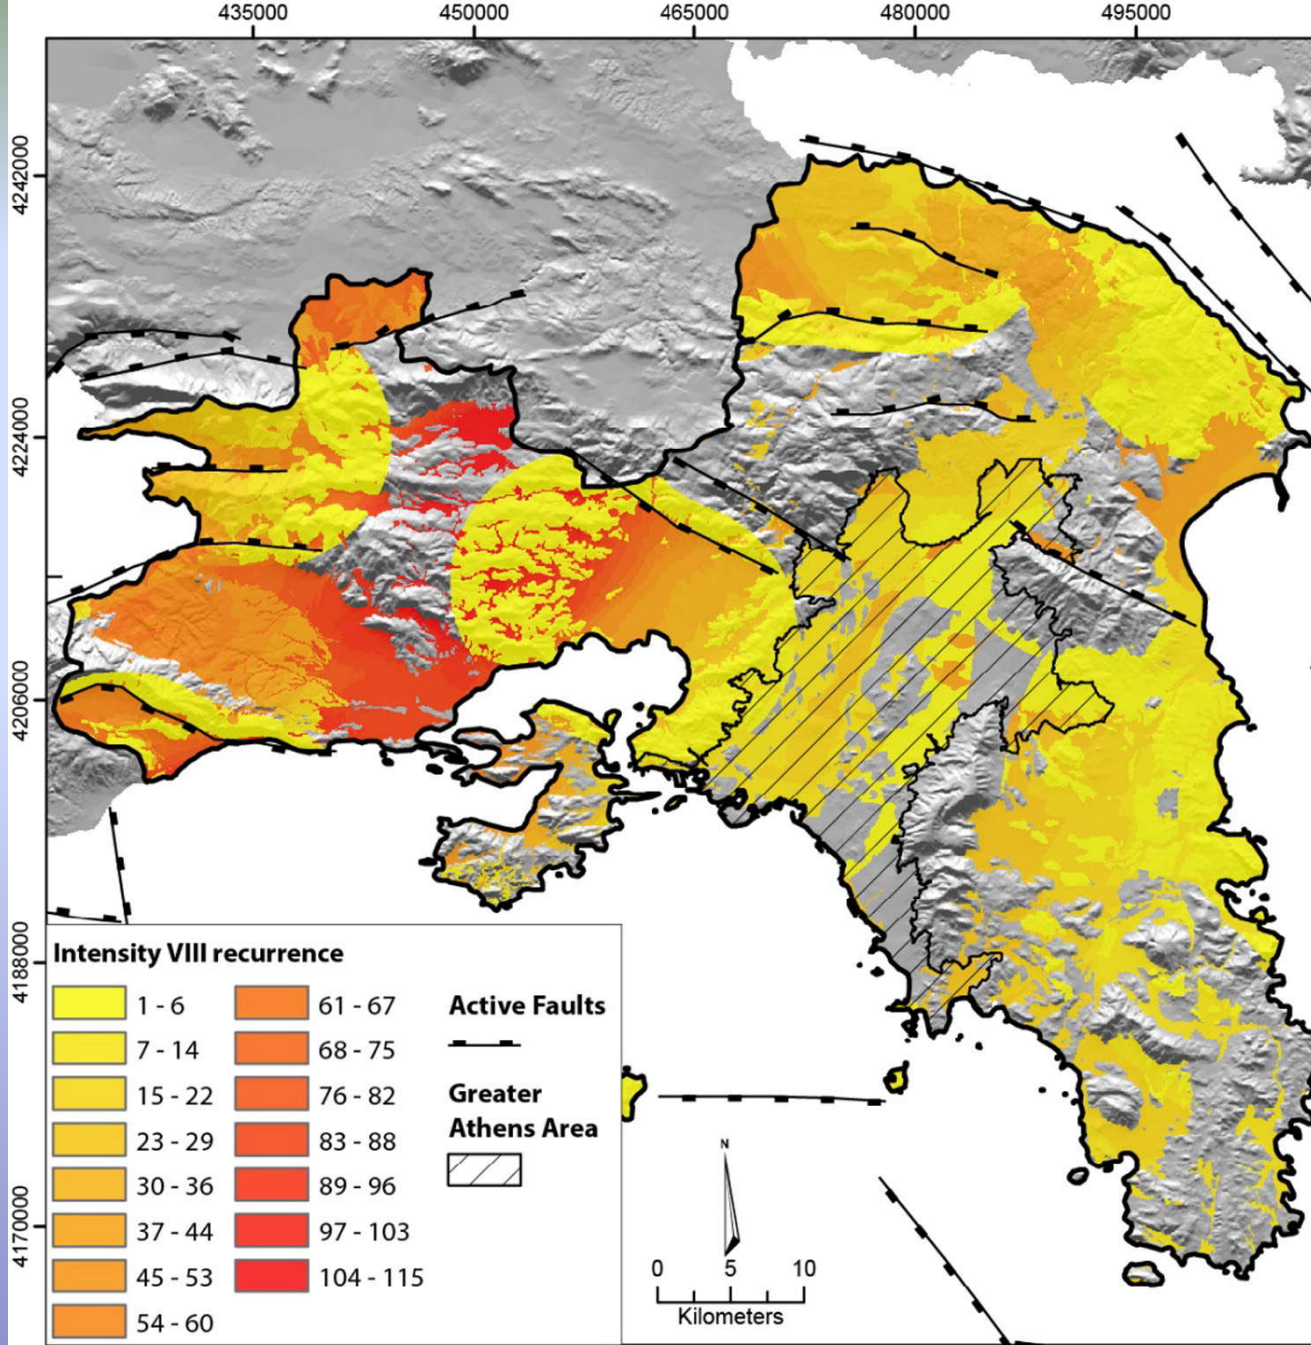 435000 450000 465000 480000 495000
4242000
4224000
4206000
4188000
4170000
Intensity VIII recurrence
1 - 6
7 - 14
15 - 22
23 - 29
30 - 36
37 - 44
45 - 53
54 - 60
61 - 67
68 - 75
76 - 82
83 - 88
89 - 96
97 - 103
104 - 115
Active Faults
Greater
Athens Area
N
0 5 10
Kilometers